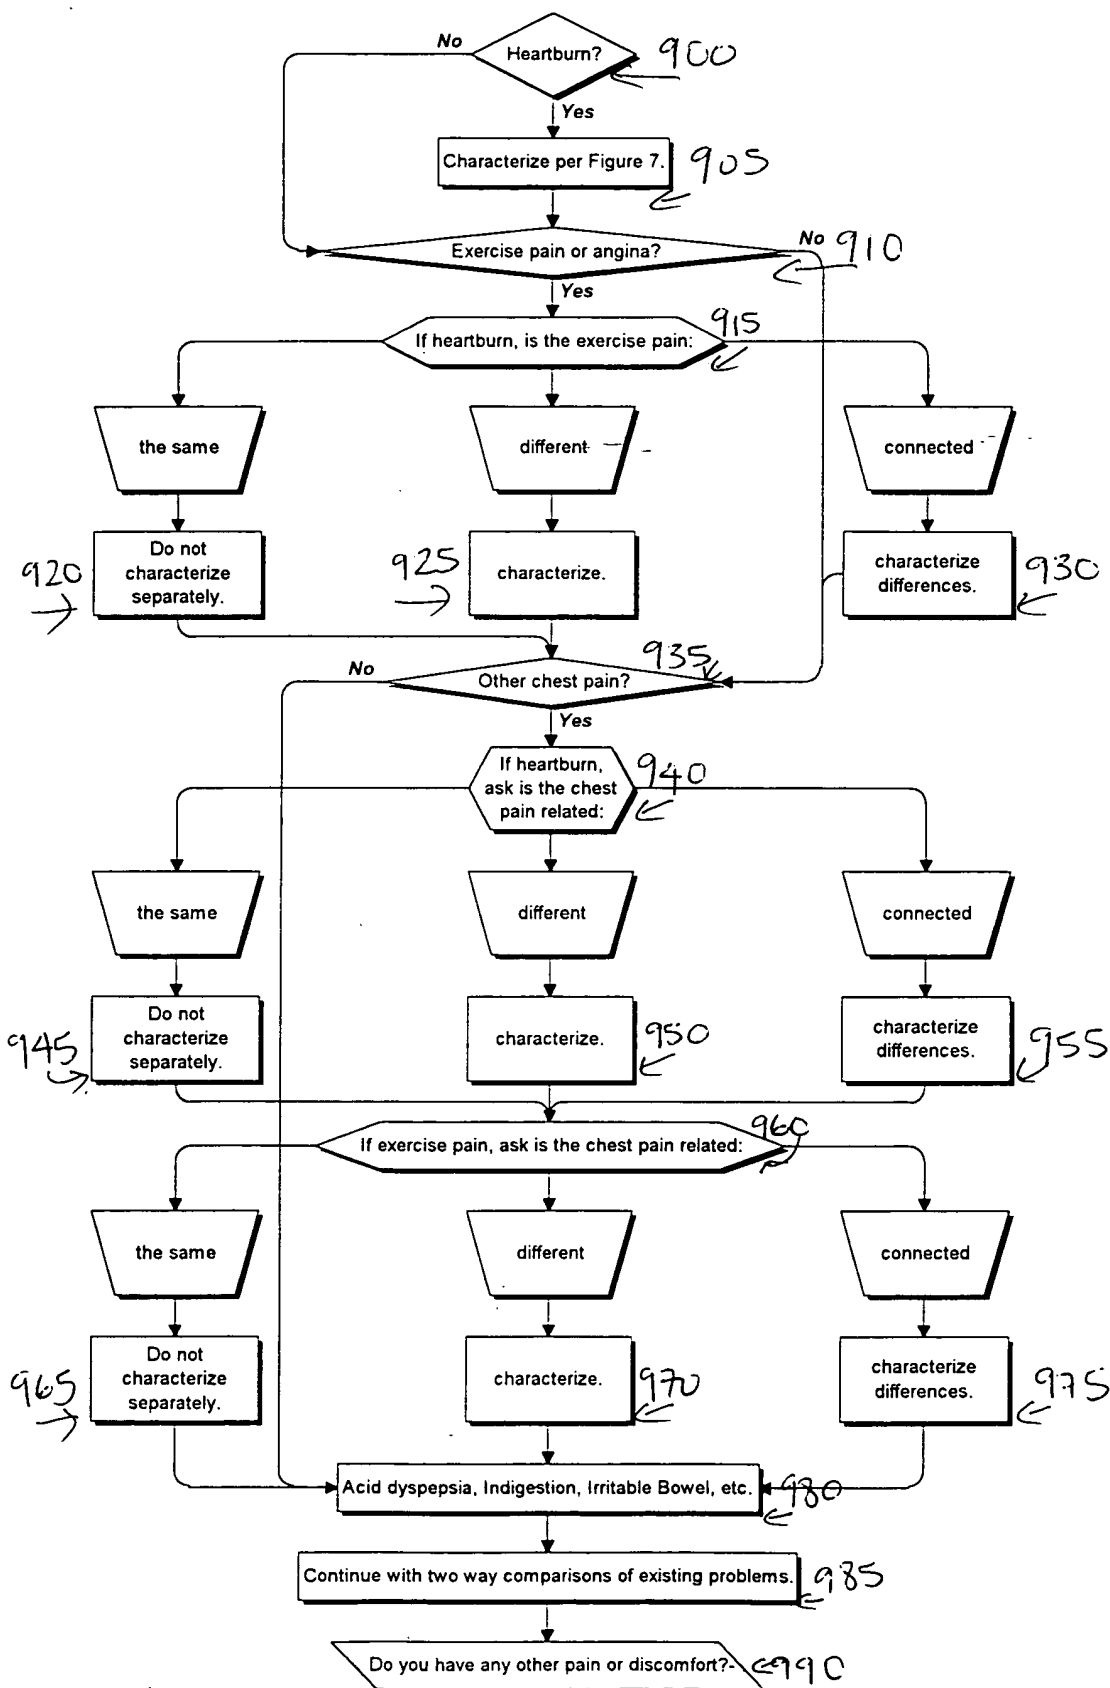 No
Heartburn?
900
Yes
Characterize per Figure 7.
905
Exercise pain or angina?
No
910
Yes
If heartburn, is the exercise pain:
915
the same
different
connected
920
Do not
characterize
separately.
925
characterize.
characterize
differences.
930
No
Other chest pain?
935
Yes
If heartburn,
ask is the chest
pain related:
940
the same
different
connected
945
Do not
characterize
separately.
characterize.
950
characterize
differences.
955
If exercise pain, ask is the chest pain related:
960
the same
different
connected
965
Do not
characterize
separately.
characterize.
970
characterize
differences.
975
Acid dyspepsia, Indigestion, Irritable Bowel, etc.
980
Continue with two way comparisons of existing problems.
985
Do you have any other pain or discomfort?
990